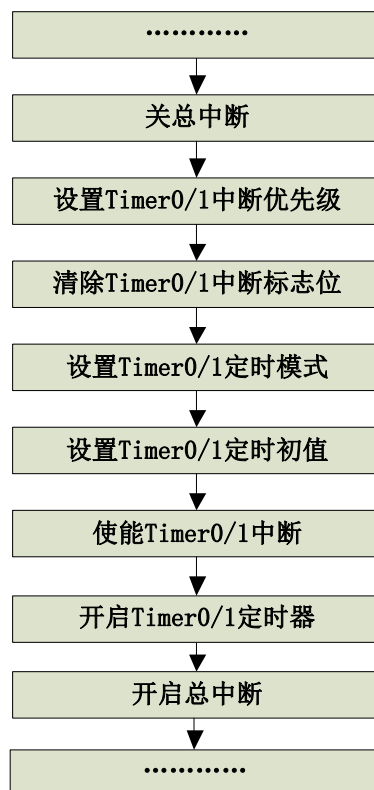 …………
关总中断
设置Timer0/1中断优先级
清除Timer0/1中断标志位
设置Timer0/1定时模式
设置Timer0/1定时初值
使能Timer0/1中断
开启Timer0/1定时器
开启总中断
…………